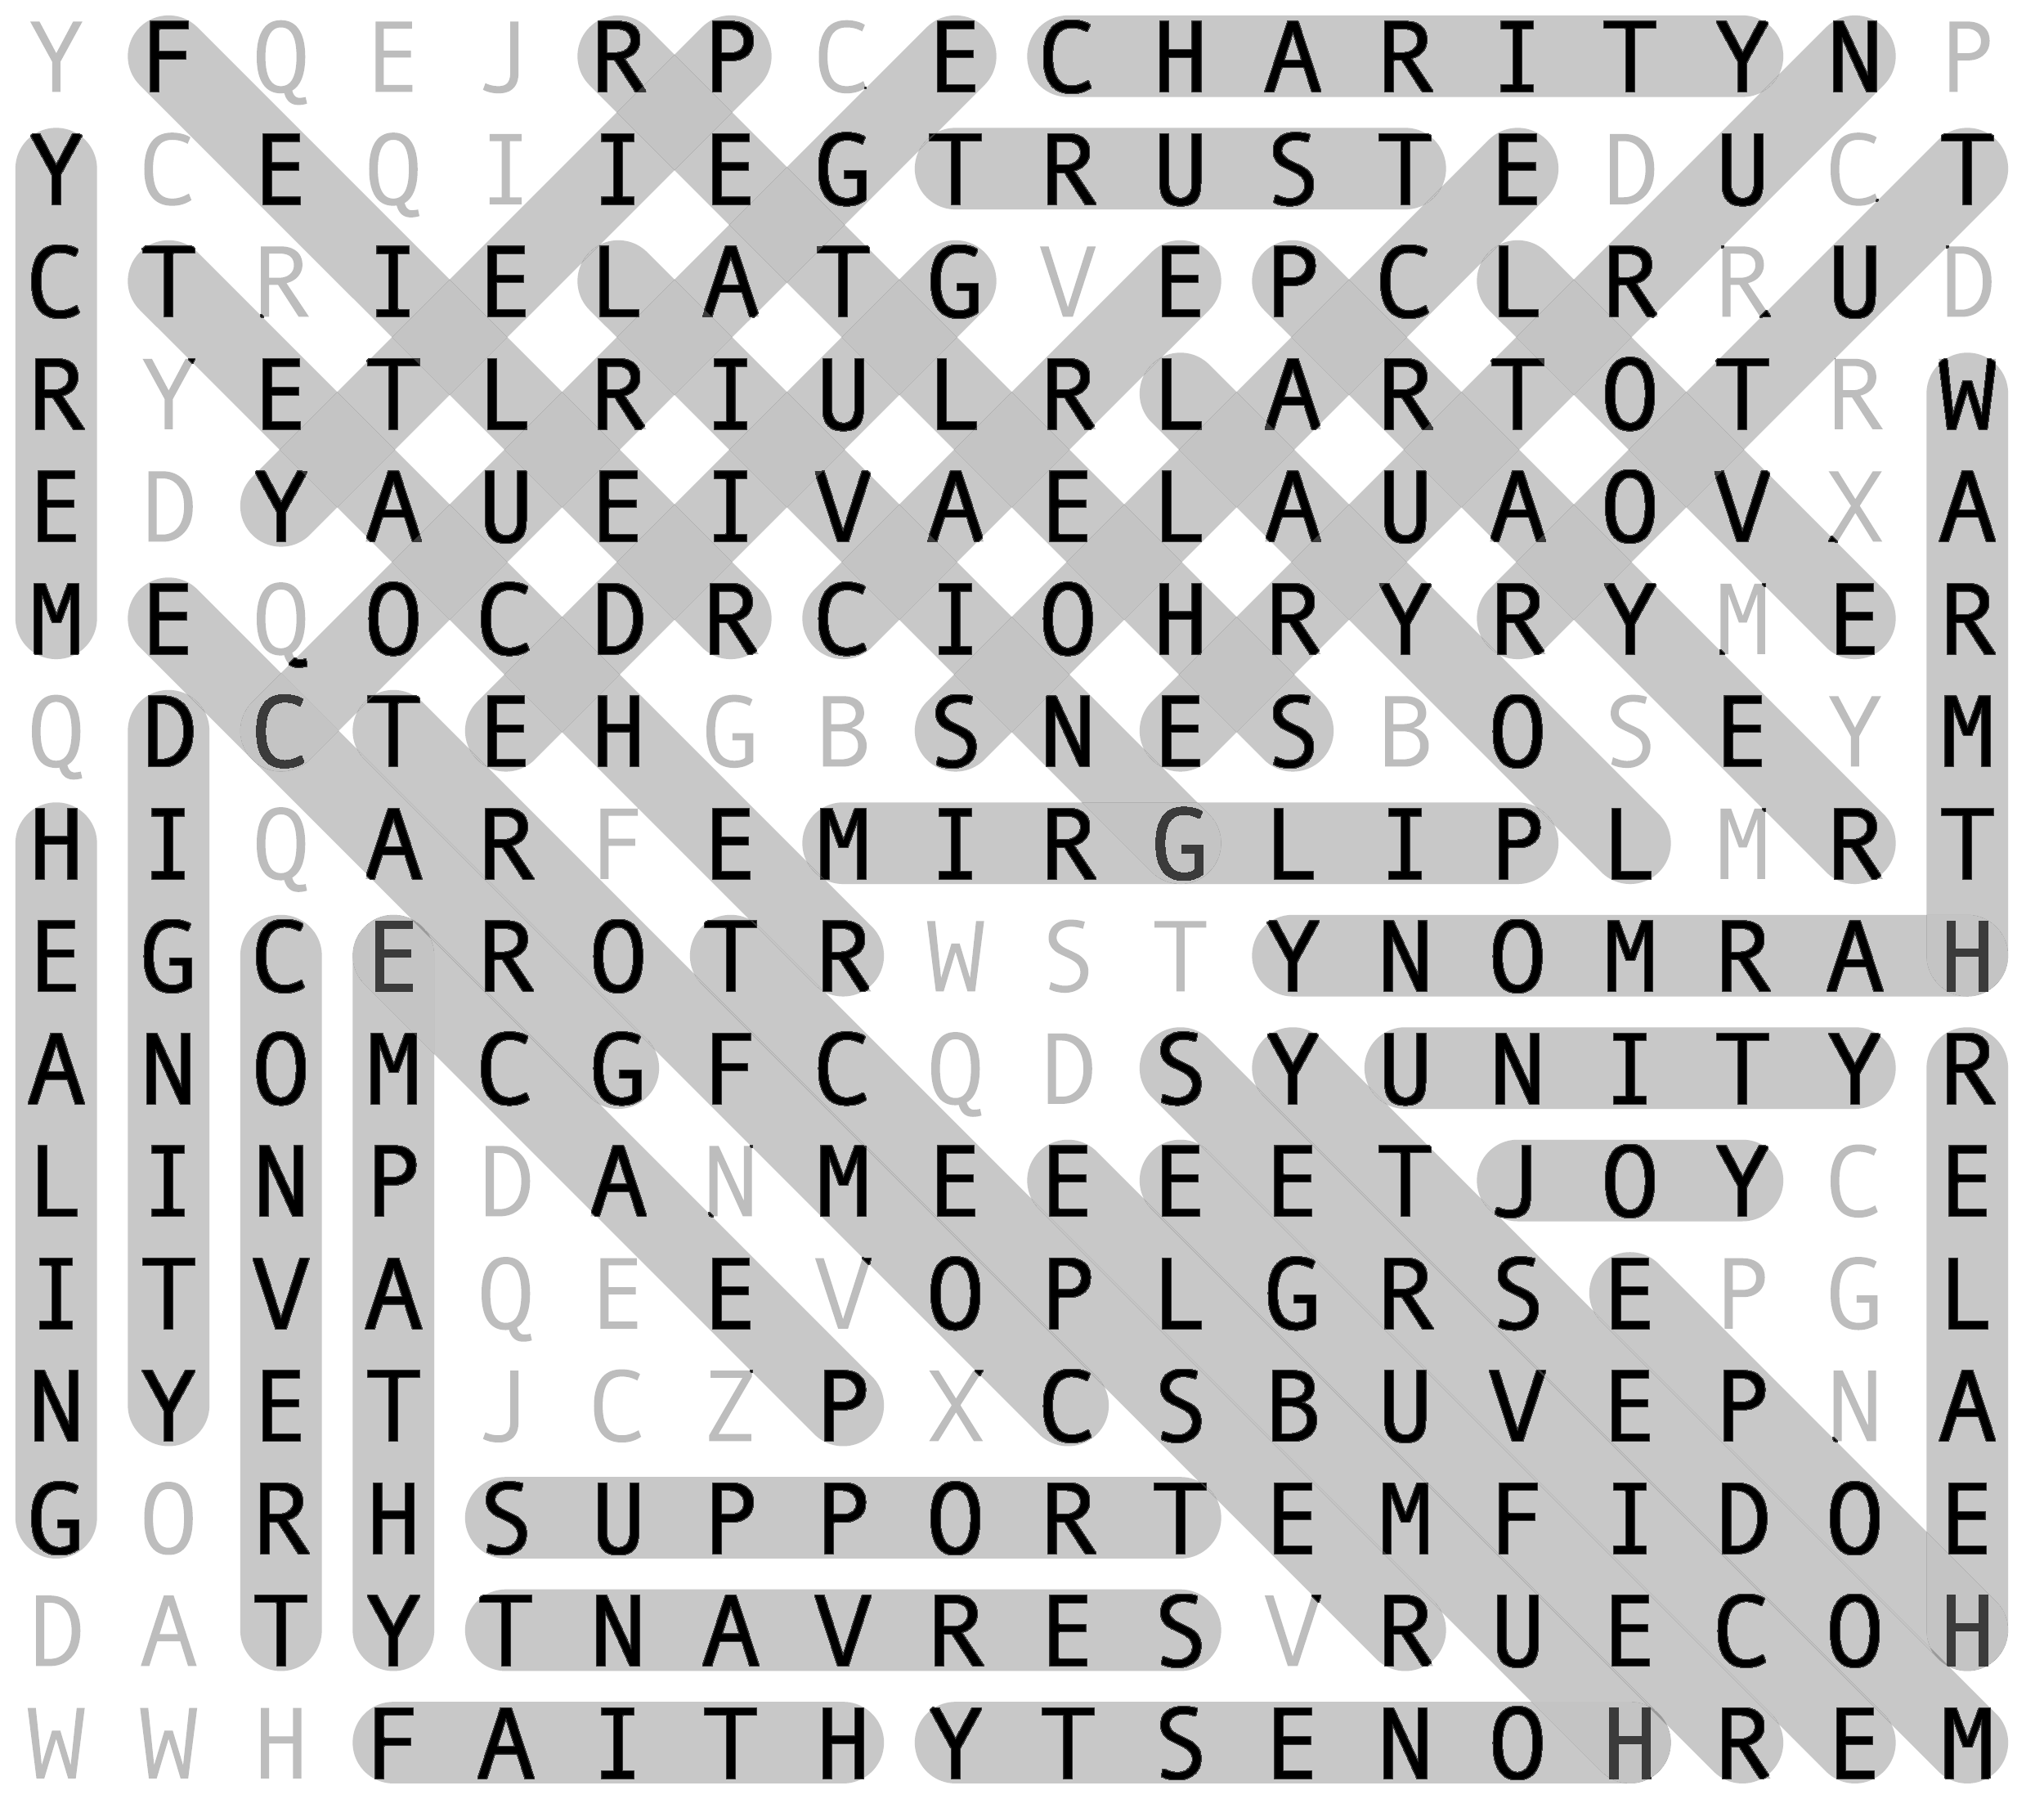 Y F Q E J R P C E C H A R I T Y N P
Y C E Q I I E G T R U S T E D U C T
C T R I E L A T G V E P C L R R U D
R Y E T L R I U L R L A R T O T R W
E D Y A U E I V A E L A U A O V X A
M E Q O C D R C I O H R Y R Y M E R
Q D C T E H G B S N E S B O S E Y M
H I Q A R F E M I R G L I P L M R T
E G C E R O T R W S T Y N O M R A H
A N O M C G F C Q D S Y U N I T Y R
L I N P D A N M E E E E T J O Y C E
I T V A Q E E V O P L G R S E P G L
N Y E T J C Z P X C S B U V E P N A
G O R H S U P P O R T E M F I D O E
D A T Y T N A V R E S V R U E C O H
W W H F A I T H Y T S E N O H R E M